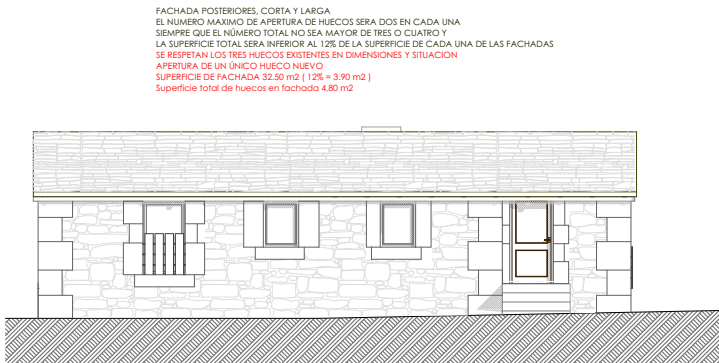 FACHADA POSTERIORES, CORTA Y LARGA
EL NUMERO MAXIMO DE APERTURA DE HUECOS SERA DOS EN CADA UNA
SIEMPRE QUE EL NÚMERO TOTAL NO SEA MAYOR DE TRES O CUATRO Y
LA SUPERFICIE TOTAL SERA INFERIOR AL 12% DE LA SUPERFICIE DE CADA UNA DE LAS FACHADAS
SE RESPETAN LOS TRES HUECOS EXISTENTES EN DIMENSIONES Y SITUACION
APERTURA DE UN ÚNICO HUECO NUEVO
SUPERFICIE DE FACHADA 32.50 m2 ( 12% = 3.90 m2 )
Superficie total de huecos en fachada 4.80 m2